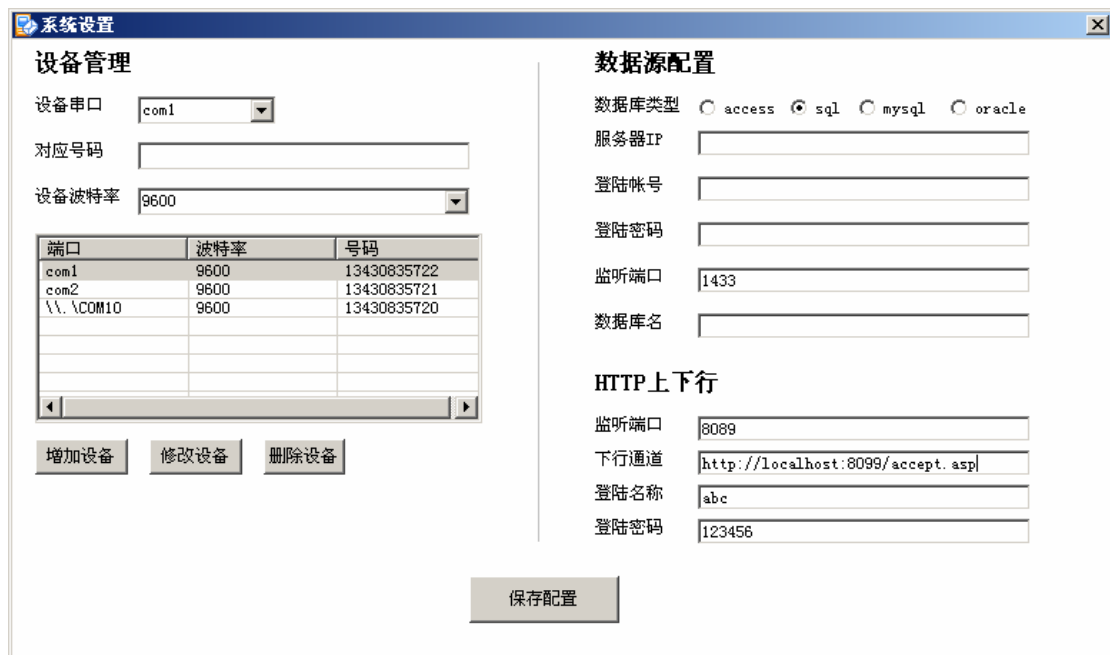 系统设置
设备管理
设备串口 com1
对应号码
设备波特率 9600
端口 波特率 号码
com1 9600 13430835722
com2 9600 13430835721
\\.\COM10 9600 13430835720
增加设备 修改设备 删除设备
数据源配置
数据库类型 access sql mysql oracle
服务器IP
登陆帐号
登陆密码
监听端口 1433
数据库名
HTTP上下行
监听端口 8089
下行通道 http://localhost:8099/accept.asp
登陆名称 abc
登陆密码 123456
保存配置